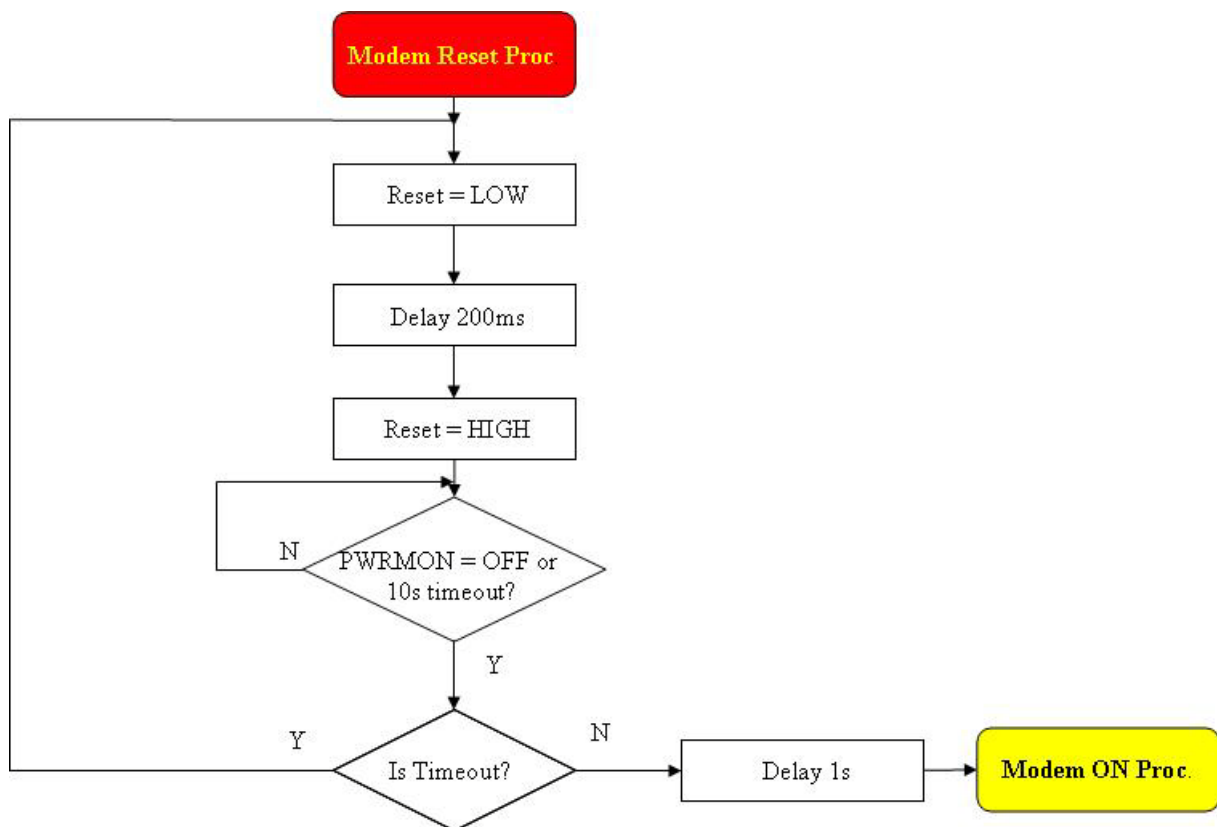 Modem Reset Proc
Reset = LOW
Delay 200ms
Reset = HIGH
N
PWRMON = OFF or
10s timeout?
Y
Y
Is Timeout?
N
Delay 1s
Modem ON Proc.